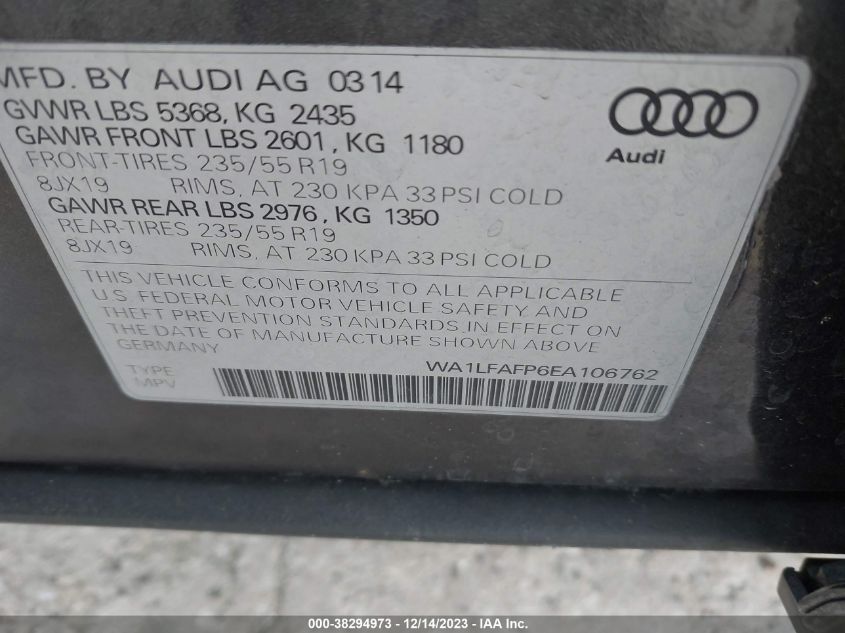 MFD. BY AUDI AG 0314
GVWR LBS 5368, KG 2435
GAWR FRONT LBS 2601, KG 1180
FRONT-TIRES 235/55 R19
8JX19 RIMS, AT 230 KPA 33 PSI COLD
GAWR REAR LBS 2976, KG 1350
REAR-TIRES 235/55 R19
8JX19 RIMS, AT 230 KPA 33 PSI COLD
THIS VEHICLE CONFORMS TO ALL APPLICABLE
U.S. FEDERAL MOTOR VEHICLE SAFETY AND
THEFT PREVENTION STANDARDS IN EFFECT ON
THE DATE OF MANUFACTURE SHOWN ABOVE
GERMANY
TYPE WA1LFAFP6EA106762
MPV
Audi
000-38294973 - 12/14/2023 - IAA Inc.